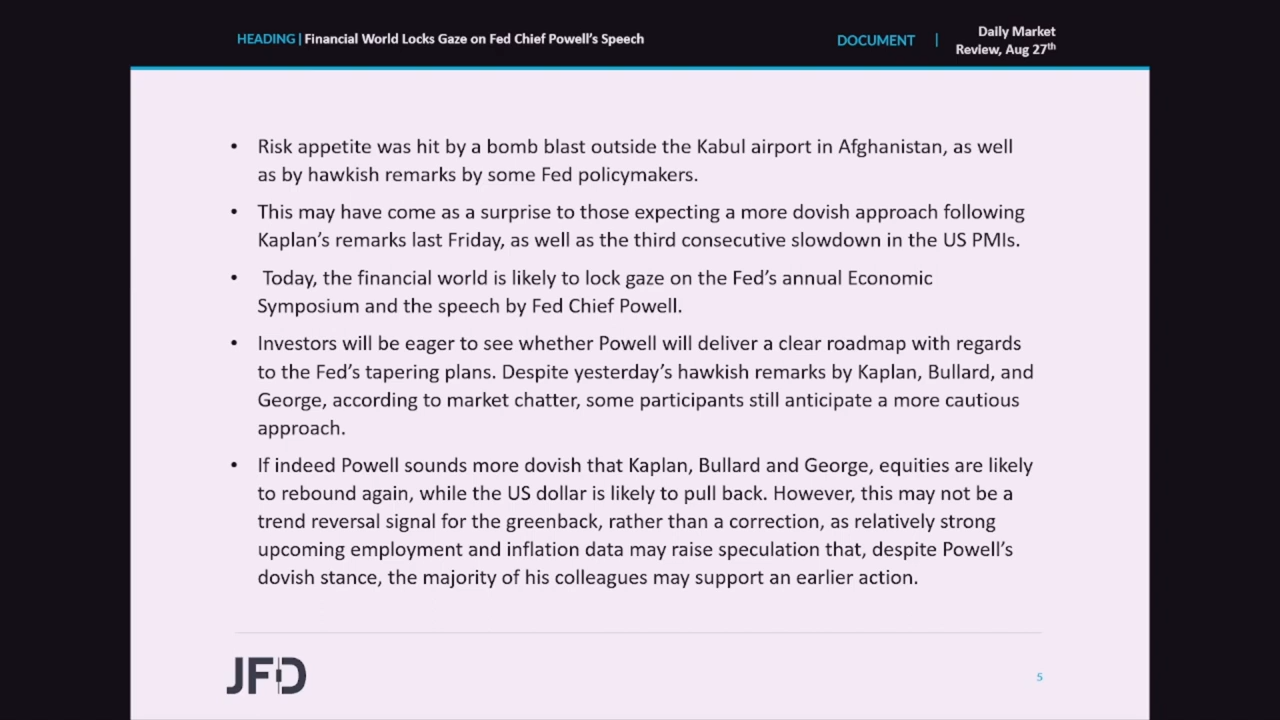 HEADING | Financial World Locks Gaze on Fed Chief Powell's Speech
DOCUMENT | Daily Market
Review, Aug 27th
• Risk appetite was hit by a bomb blast outside the Kabul airport in Afghanistan, as well
as by hawkish remarks by some Fed policymakers.
• This may have come as a surprise to those expecting a more dovish approach following
Kaplan's remarks last Friday, as well as the third consecutive slowdown in the US PMIs.
• Today, the financial world is likely to lock gaze on the Fed's annual Economic
Symposium and the speech by Fed Chief Powell.
• Investors will be eager to see whether Powell will deliver a clear roadmap with regards
to the Fed's tapering plans. Despite yesterday's hawkish remarks by Kaplan, Bullard, and
George, according to market chatter, some participants still anticipate a more cautious
approach.
• If indeed Powell sounds more dovish that Kaplan, Bullard and George, equities are likely
to rebound again, while the US dollar is likely to pull back. However, this may not be a
trend reversal signal for the greenback, rather than a correction, as relatively strong
upcoming employment and inflation data may raise speculation that, despite Powell's
dovish stance, the majority of his colleagues may support an earlier action.
JFD
5